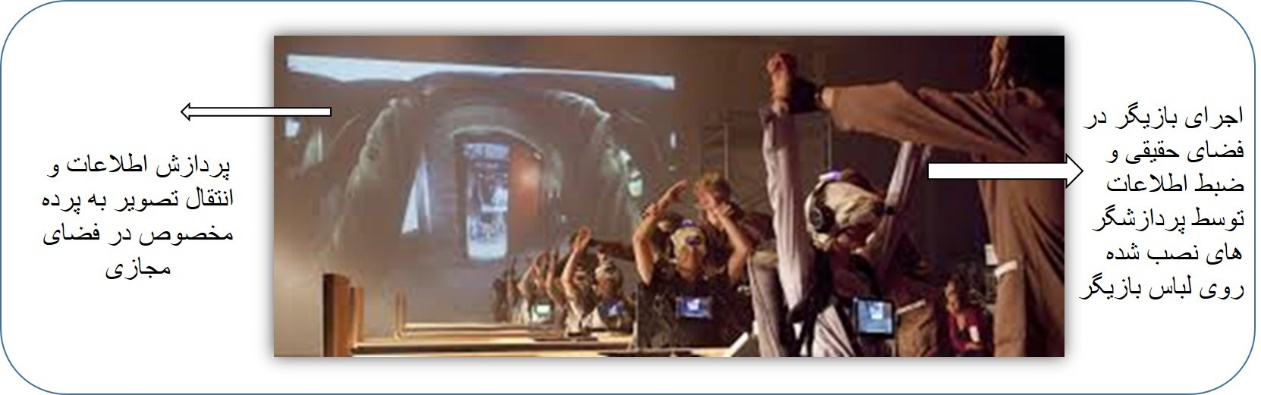 اجرای بازیگر در
فضای حقیقی و
ضبط اطلاعات
توسط پردازشگر
های نصب شده
روی لباس بازیگر
پردازش اطلاعات و
انتقال تصویر به پرده
مخصوص در فضای
مجازی